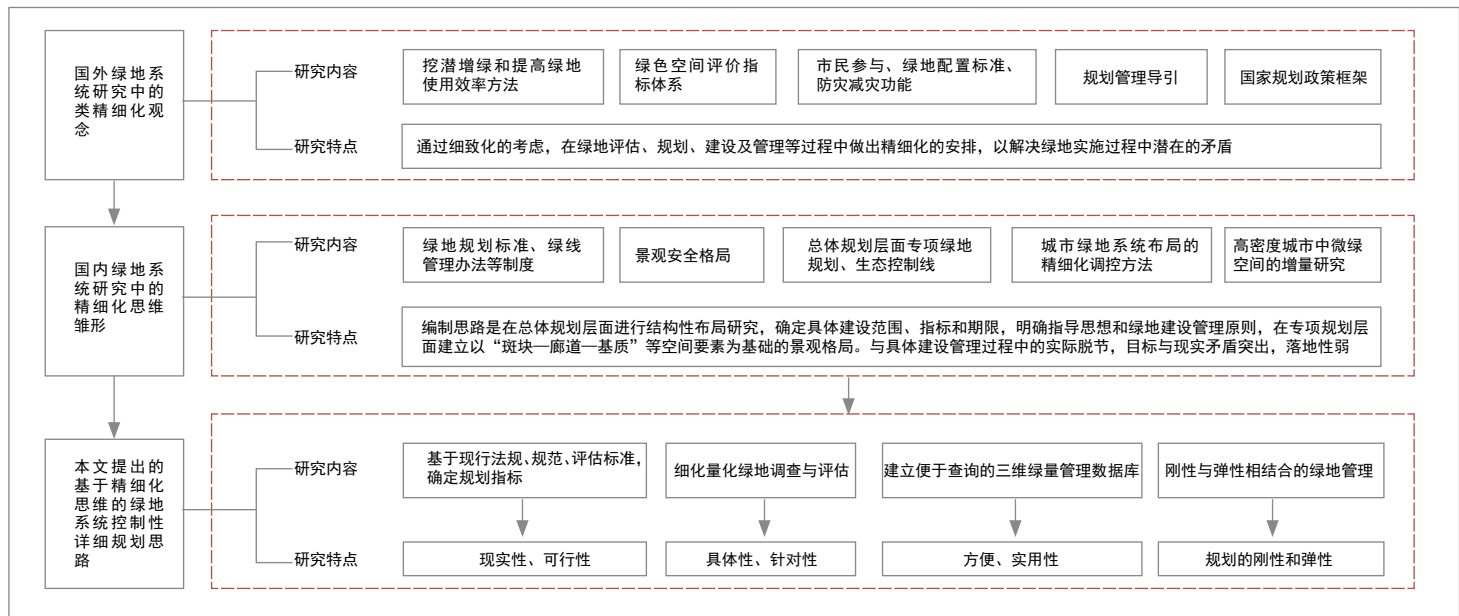 国外绿地系
统研究中的
类精细化观
念
研究内容
挖潜增绿和提高绿地
使用效率方法
绿色空间评价指
标体系
市民参与、绿地配置标准、
防灾减灾功能
规划管理导引
国家规划政策框架
研究特点
通过细致化的考虑，在绿地评估、规划、建设及管理等过程中做出精细化的安排，以解决绿地实施过程中潜在的矛盾
国内绿地系
统研究中的
精细化思维
雏形
研究内容
绿地规划标准、绿线
管理办法等制度
景观安全格局
总体规划层面专项绿地
规划、生态控制线
城市绿地系统布局的
精细化调控方法
高密度城市中微绿
空间的增量研究
研究特点
编制思路是在总体规划层面进行结构性布局研究，确定具体建设范围、指标和期限，明确指导思想和绿地建设管理原则，在专项规划层
面建立以“斑块—廊道—基质”等空间要素为基础的景观格局。与具体建设管理过程中的实际脱节，目标与现实矛盾突出，落地性弱
本文提出的
基于精细化
思维的绿地
系统控制性
详细规划思
路
研究内容
基于现行法规、规范、评估标准，
确定规划指标
细化量化绿地调查与评估
建立便于查询的三维绿量管理数据库
刚性与弹性相结合的绿地管理
研究特点
现实性、可行性
具体性、针对性
方便、实用性
规划的刚性和弹性